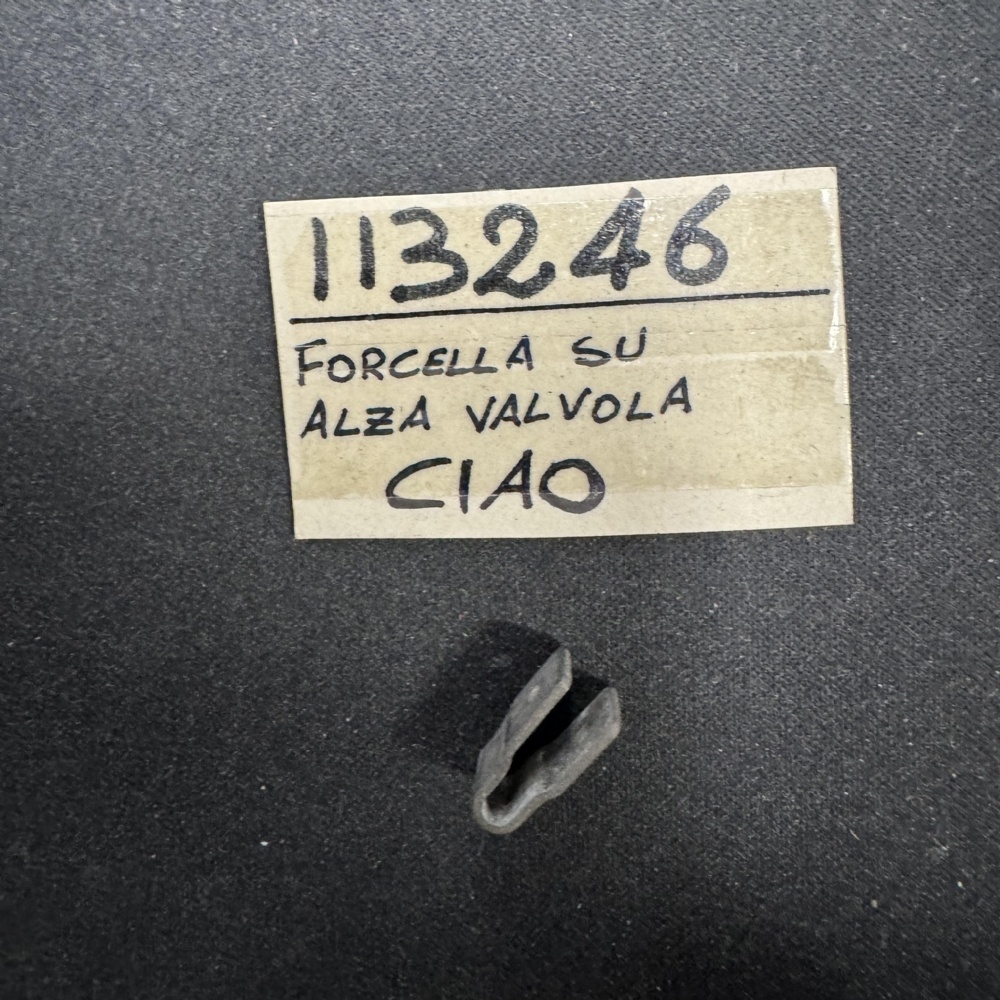 113246
FORCELLA SU
ALZA VALVOLA
CIAO